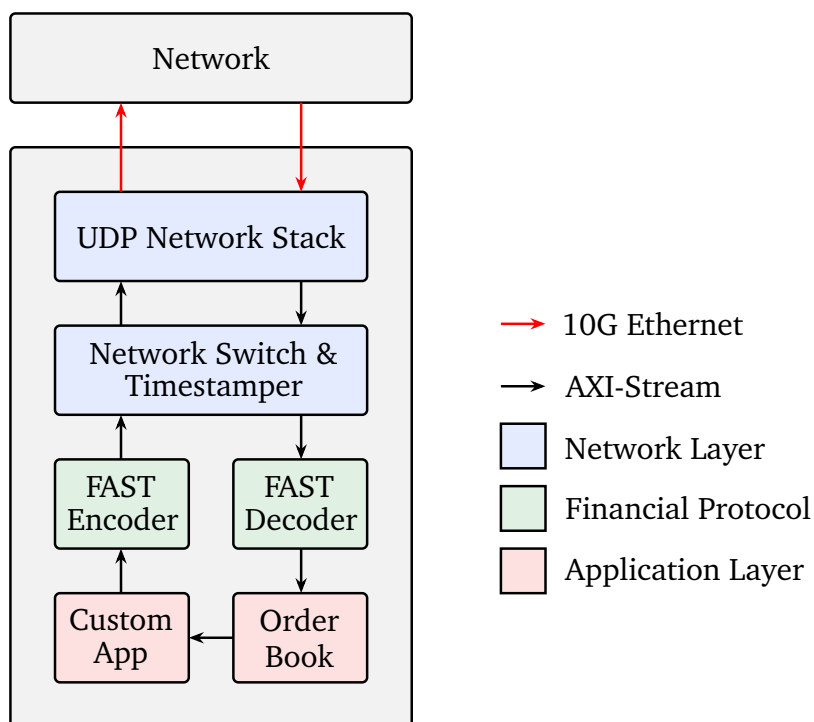 Network
UDP Network Stack
Network Switch &
Timestamper
FAST
Encoder
FAST
Decoder
Custom
App
Order
Book
10G Ethernet
AXI-Stream
Network Layer
Financial Protocol
Application Layer